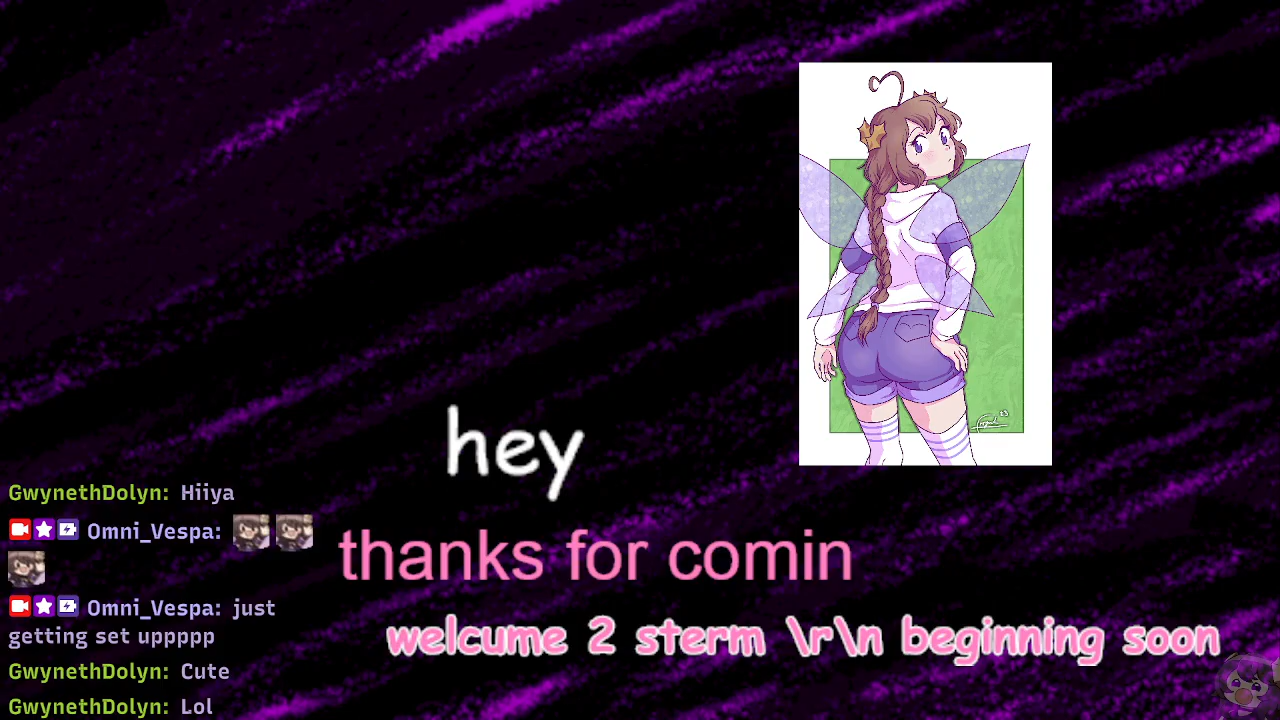 hey
thanks for comin
welcume 2 sterm \r\n beginning soon
GwynethDolyn: Hiiya
Omni_Vespa:
Omni_Vespa: just
getting set uppppp
GwynethDolyn: Cute
GwynethDolyn: Lol